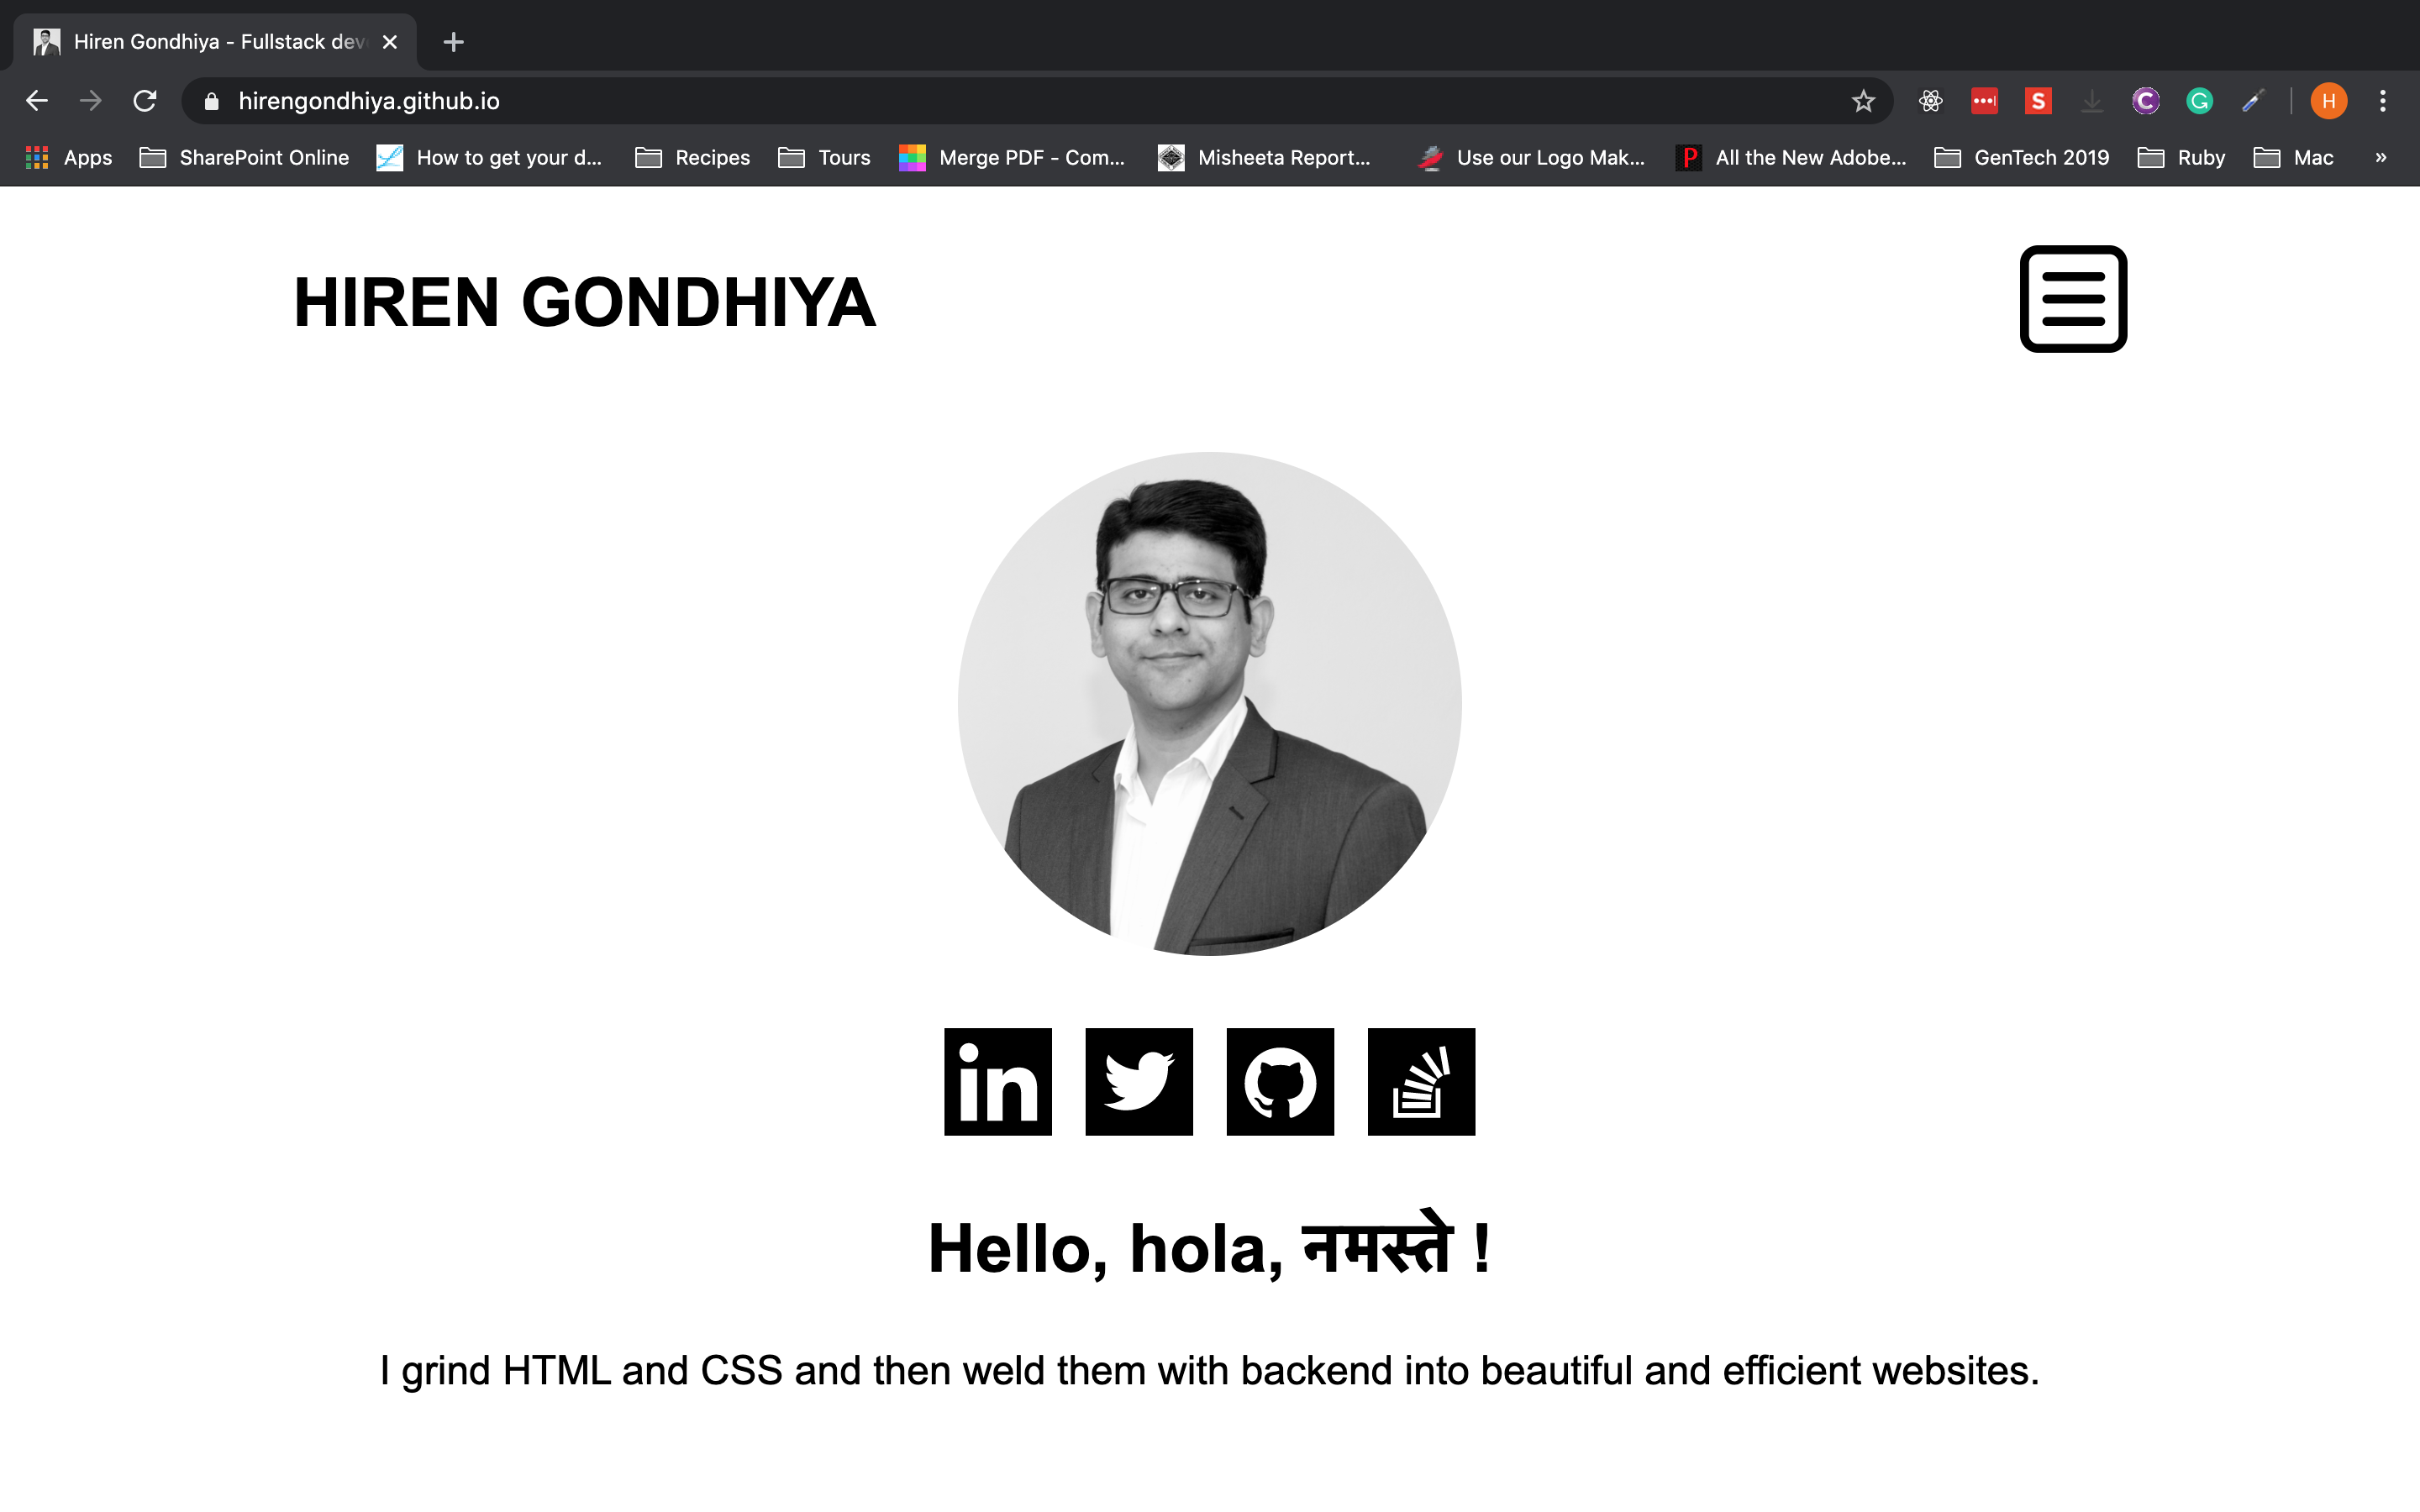 Hiren Gondhiya - Fullstack dev
hirengondhiya.github.io
S C G H
Apps SharePoint Online How to get your d... Recipes Tours Merge PDF - Com... Misheeta Report... Use our Logo Mak... P All the New Adobe... GenTech 2019 Ruby Mac »
HIREN GONDHIYA
in
Hello, hola, नमस्ते !
I grind HTML and CSS and then weld them with backend into beautiful and efficient websites.